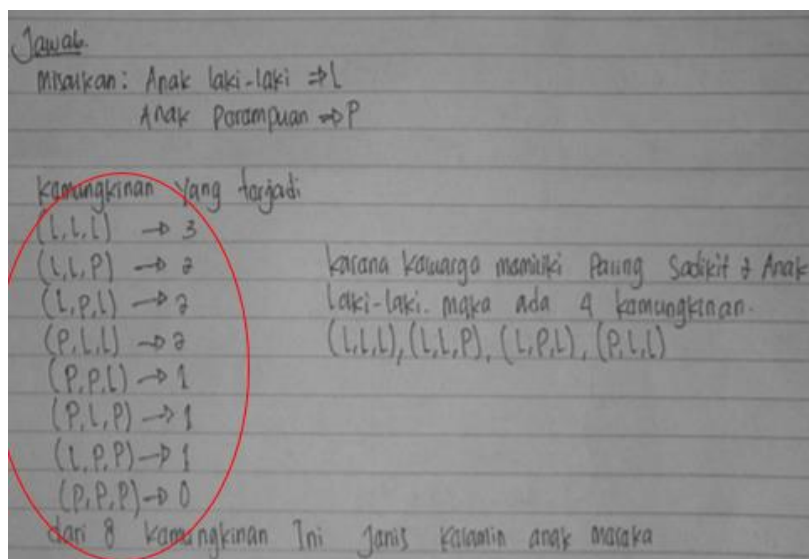 Jawab.
Misalkan : Anak laki-laki ⇒ L
Anak Perempuan ⇒ P
kemungkinan yang terjadi
(L,L,L) → 3
(L,L,P) → 2
(L,P,L) → 2
(P,L,L) → 2
(P,P,L) → 1
(P,L,P) → 1
(L,P,P) → 1
(P,P,P) → 0
dari 8 kemungkinan Ini Jenis kelamin anak mereka
karena keluarga memiliki Paling Sedikit 2 Anak
laki-laki. maka ada 4 kemungkinan.
(L,L,L), (L,L,P), (L,P,L), (P,L,L)